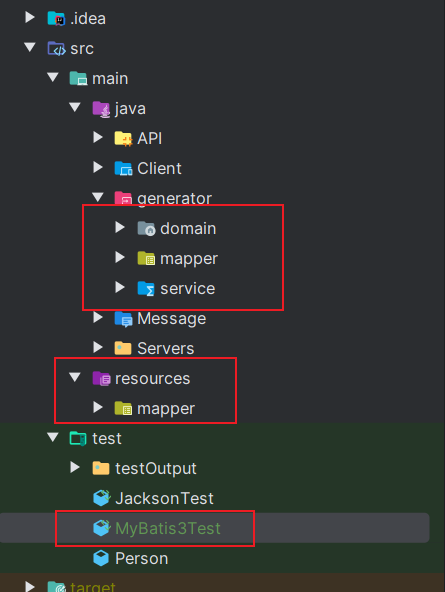 .idea
src
main
java
API
Client
generator
domain
mapper
service
Message
Servers
resources
mapper
test
testOutput
JacksonTest
MyBatis3Test
Person
target